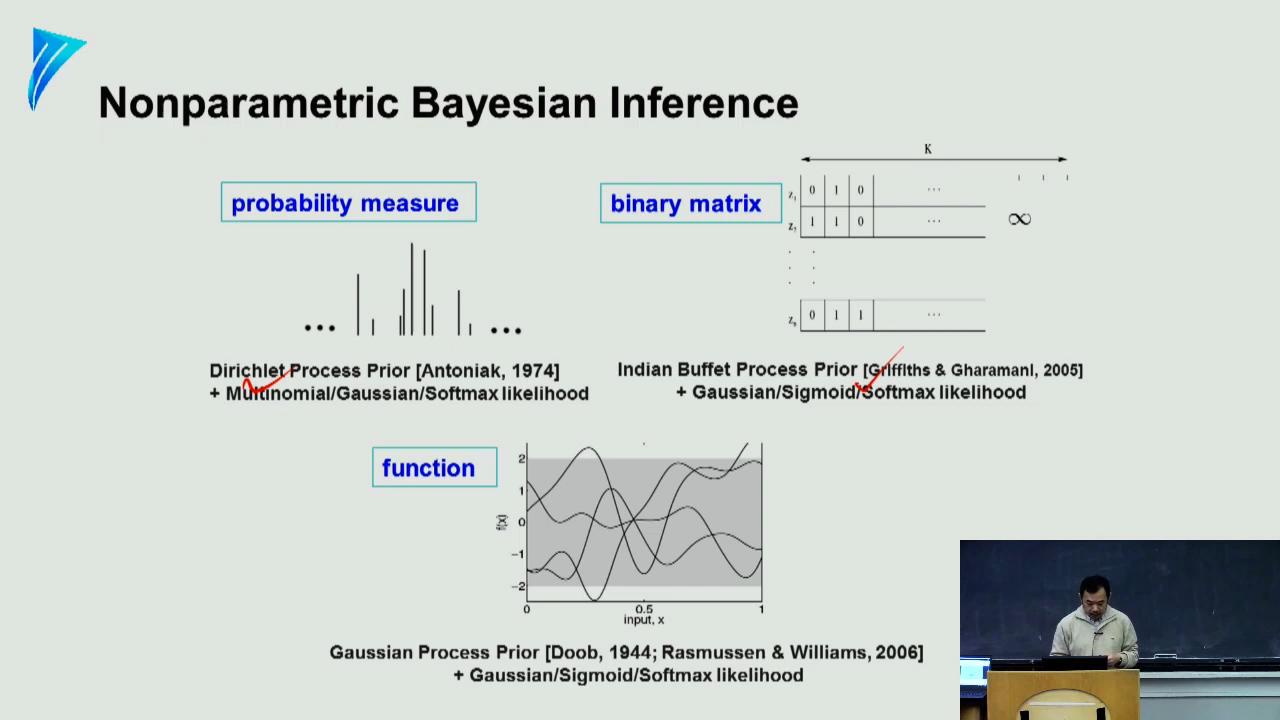 Nonparametric Bayesian Inference
probability measure
binary matrix
K
z1 0 1 0 ...
z2 1 1 0 ... ∞
. .
. .
. .
zn 0 1 1 ...
... ...
Dirichlet Process Prior [Antoniak, 1974]
+ Multinomial/Gaussian/Softmax likelihood
Indian Buffet Process Prior [Griffiths & Gharamanl, 2005]
+ Gaussian/Sigmoid/Softmax likelihood
function
2
1
0
-1
-2
f(x)
0 0.5 1
input, x
Gaussian Process Prior [Doob, 1944; Rasmussen & Williams, 2006]
+ Gaussian/Sigmoid/Softmax likelihood